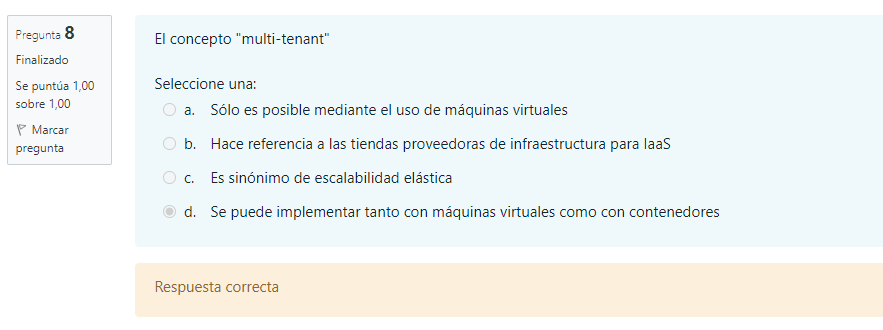 Pregunta 8
Finalizado
Se puntúa 1,00
sobre 1,00
Marcar
pregunta
El concepto "multi-tenant"
Seleccione una:
a. Sólo es posible mediante el uso de máquinas virtuales
b. Hace referencia a las tiendas proveedoras de infraestructura para IaaS
c. Es sinónimo de escalabilidad elástica
d. Se puede implementar tanto con máquinas virtuales como con contenedores
Respuesta correcta